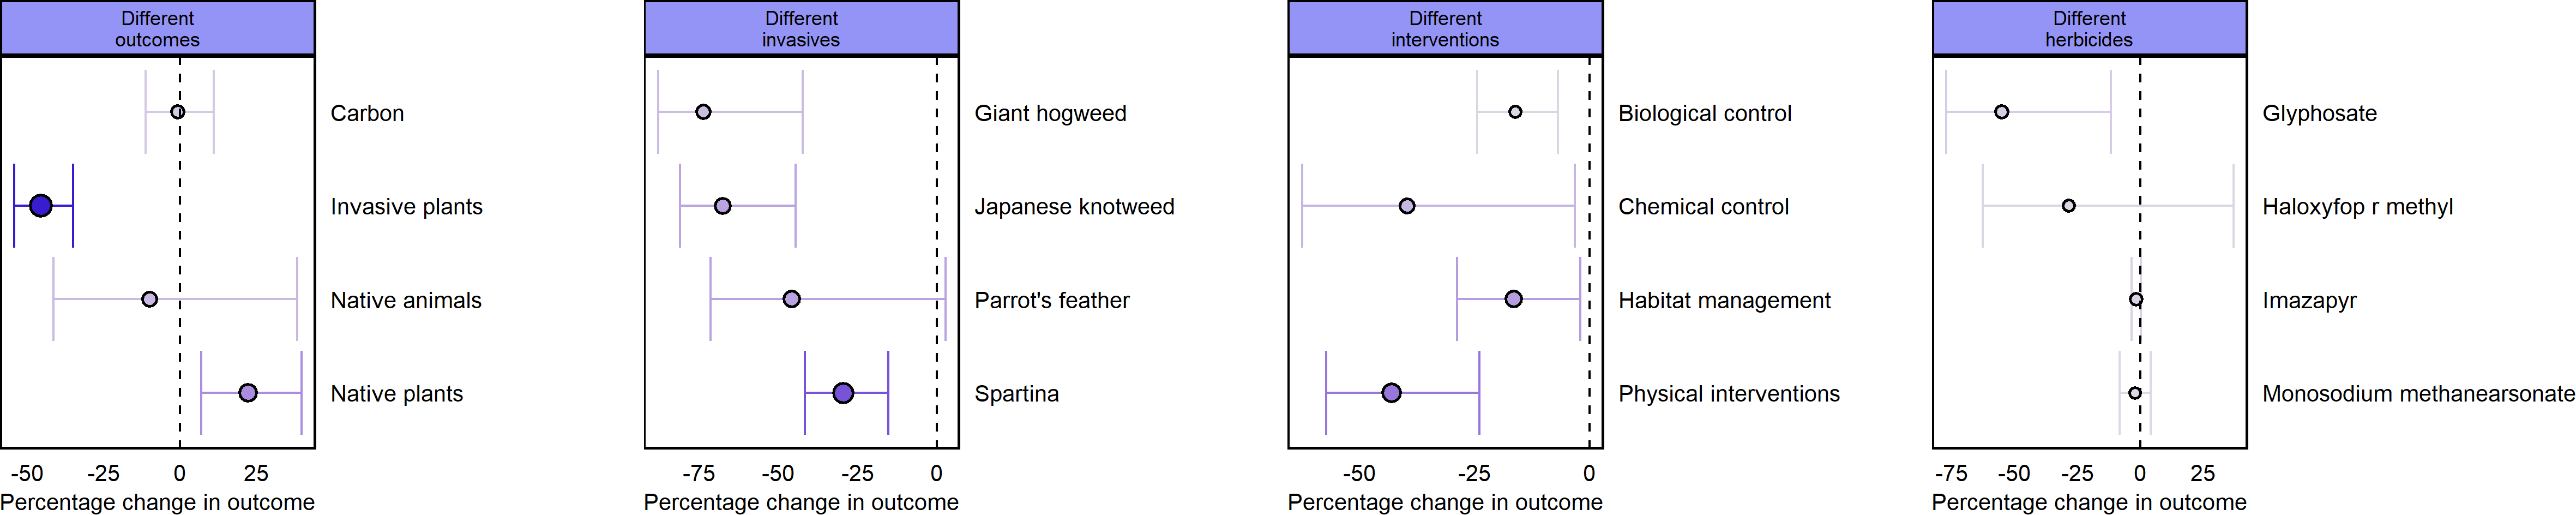 Different
outcomes
Carbon
Invasive plants
Native animals
Native plants
-50 -25 0 25
Percentage change in outcome
Different
invasives
Giant hogweed
Japanese knotweed
Parrot's feather
Spartina
-75 -50 -25 0
Percentage change in outcome
Different
interventions
Biological control
Chemical control
Habitat management
Physical interventions
-50 -25 0
Percentage change in outcome
Different
herbicides
Glyphosate
Haloxyfop r methyl
Imazapyr
Monosodium methanearsonate
-75 -50 -25 0 25
Percentage change in outcome